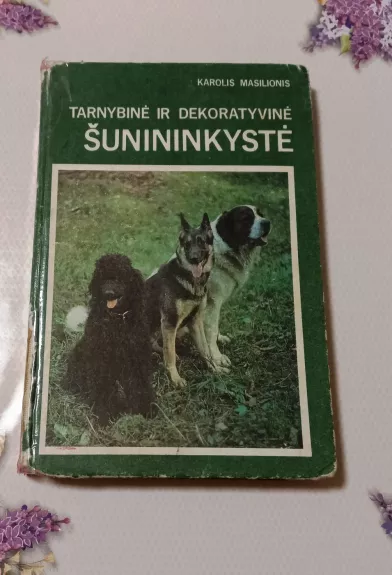 KAROLIS MASILIONIS
TARNYBINĖ IR DEKORATYVINĖ
ŠUNININKYSTĖ